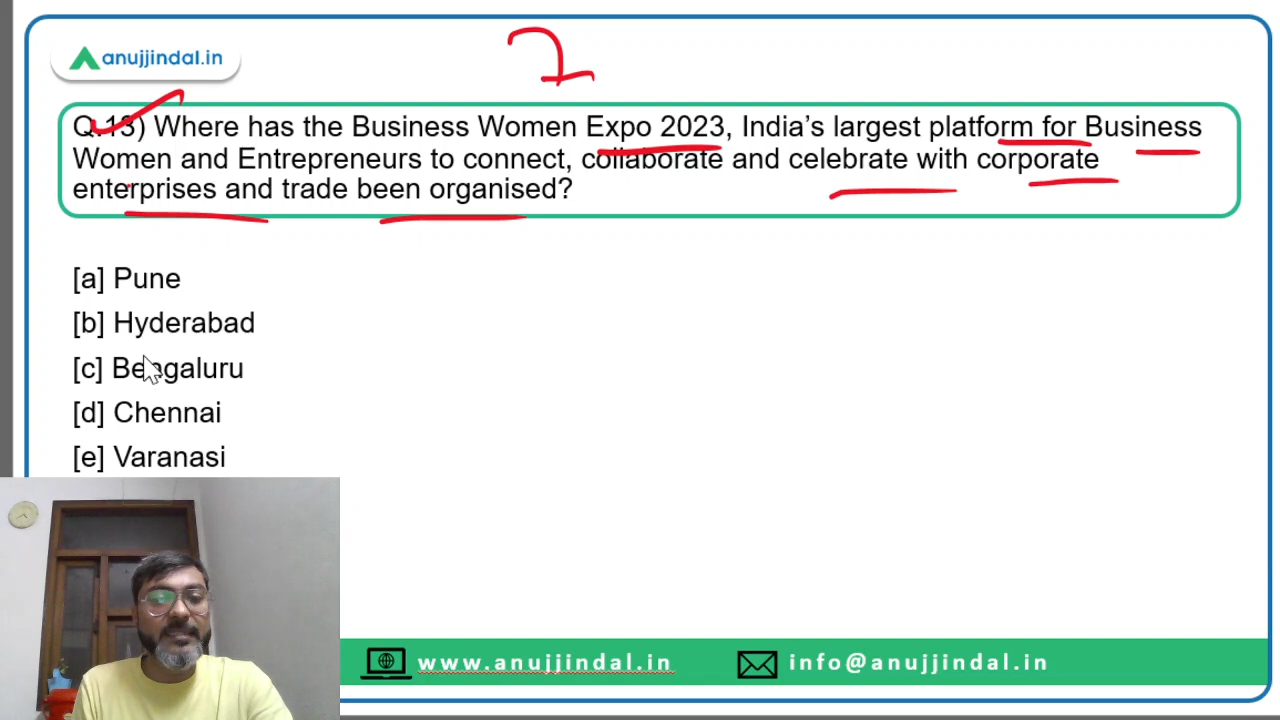 anujjindal.in
2
Q.13) Where has the Business Women Expo 2023, India's largest platform for Business
Women and Entrepreneurs to connect, collaborate and celebrate with corporate
enterprises and trade been organised?
[a] Pune
[b] Hyderabad
[c] Bengaluru
[d] Chennai
[e] Varanasi
www.anujjindal.in info@anujjindal.in